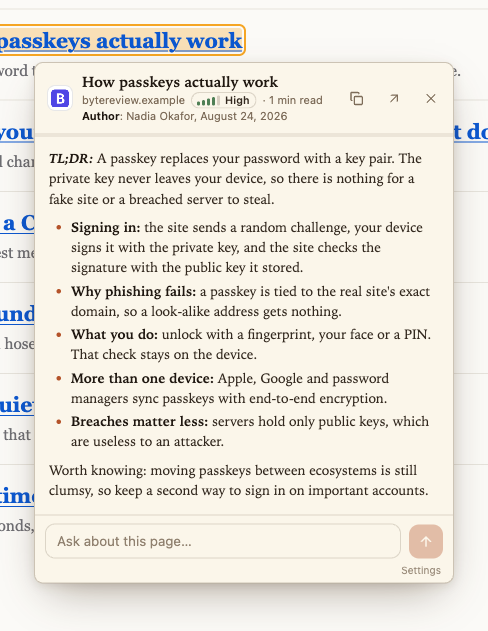 passkeys actually work
B
How passkeys actually work
bytereview.example High · 1 min read
Author: Nadia Okafor, August 24, 2026
TL;DR: A passkey replaces your password with a key pair. The
private key never leaves your device, so there is nothing for a
fake site or a breached server to steal.
• Signing in: the site sends a random challenge, your device
signs it with the private key, and the site checks the
signature with the public key it stored.
• Why phishing fails: a passkey is tied to the real site's exact
domain, so a look-alike address gets nothing.
• What you do: unlock with a fingerprint, your face or a PIN.
That check stays on the device.
• More than one device: Apple, Google and password
managers sync passkeys with end-to-end encryption.
• Breaches matter less: servers hold only public keys, which
are useless to an attacker.
Worth knowing: moving passkeys between ecosystems is still
clumsy, so keep a second way to sign in on important accounts.
Ask about this page...
Settings